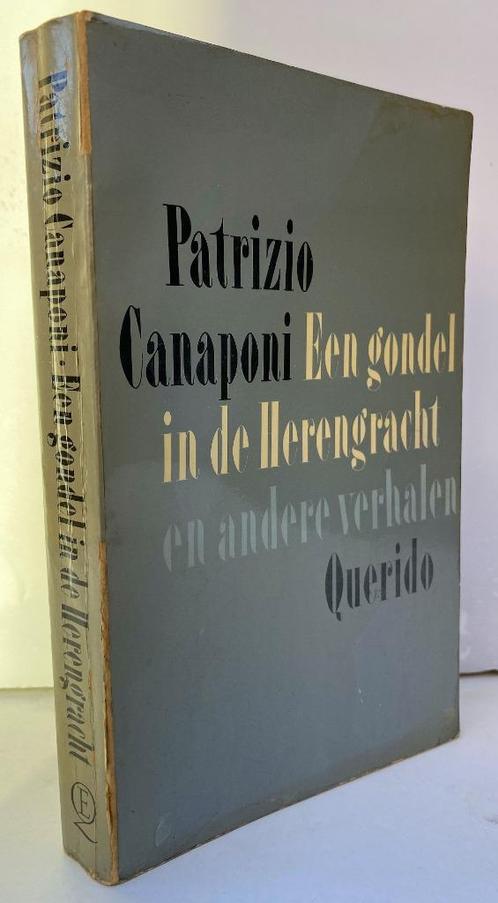 Patrizio
Canaponi Een gondel
in de Herengracht
en andere verhalen
Querido
Patrizio Canaponi · Een gondel in de Herengracht